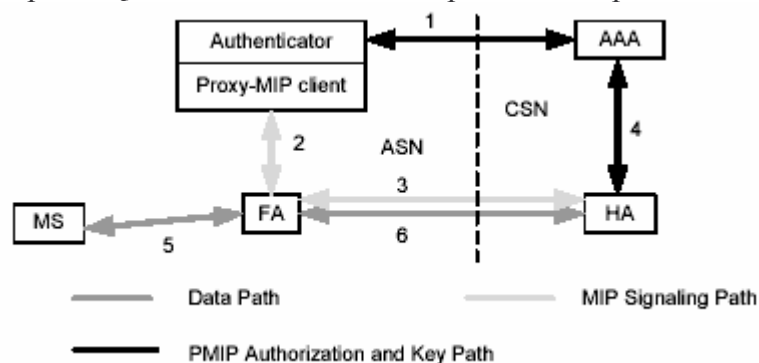 1
Authenticator
AAA
Proxy-MIP client
CSN
2
ASN
4
3
MS
FA
HA
5
6
Data Path
MIP Signaling Path
PMIP Authorization and Key Path